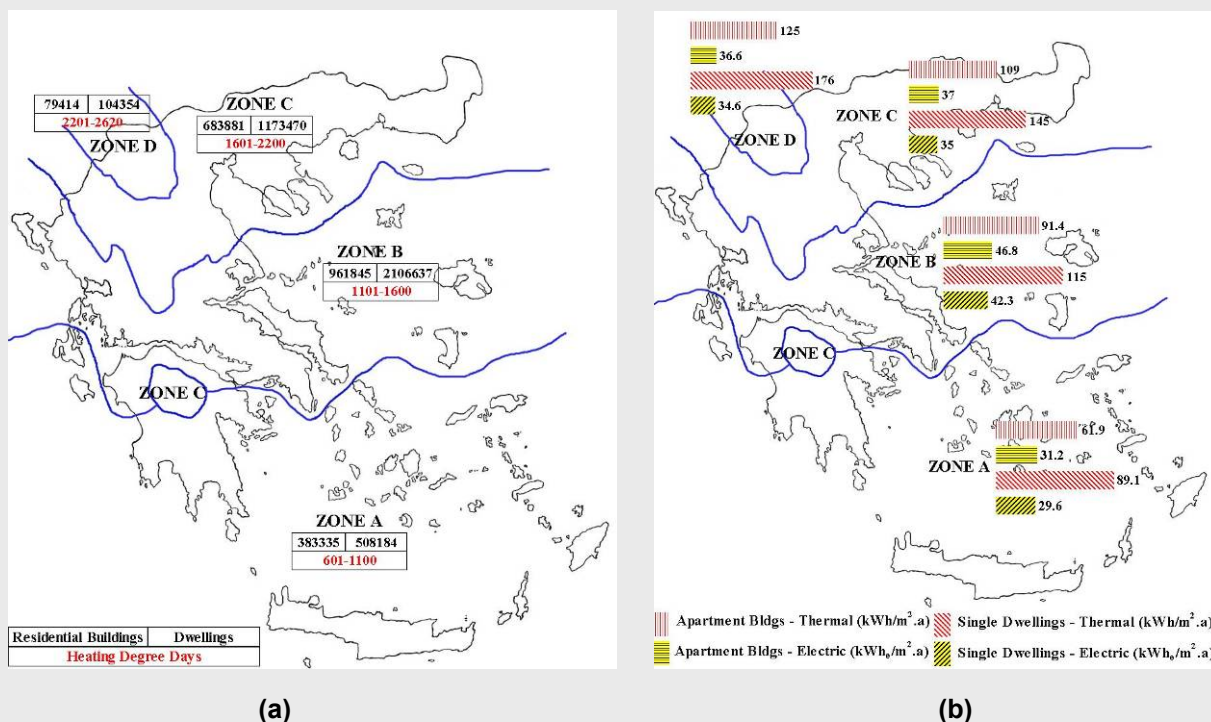 ZONE C
79414 104354
2201-2620
ZONE D
683881 1173470
1601-2200
ZONE B
961845 2106637
1101-1600
ZONE C
ZONE A
383335 508184
601-1100
Residential Buildings Dwellings
Heating Degree Days
(a)
125
36.6
176
34.6
ZONE D
109
37
ZONE C
145
35
91.4
46.8
ZONE B
115
42.3
ZONE C
61.9
31.2
ZONE A
89.1
29.6
Apartment Bldgs - Thermal (kWh/m².a) Single Dwellings - Thermal (kWh/m².a)
Apartment Bldgs - Electric (kWhₑ/m².a) Single Dwellings - Electric (kWhₑ/m².a)
(b)